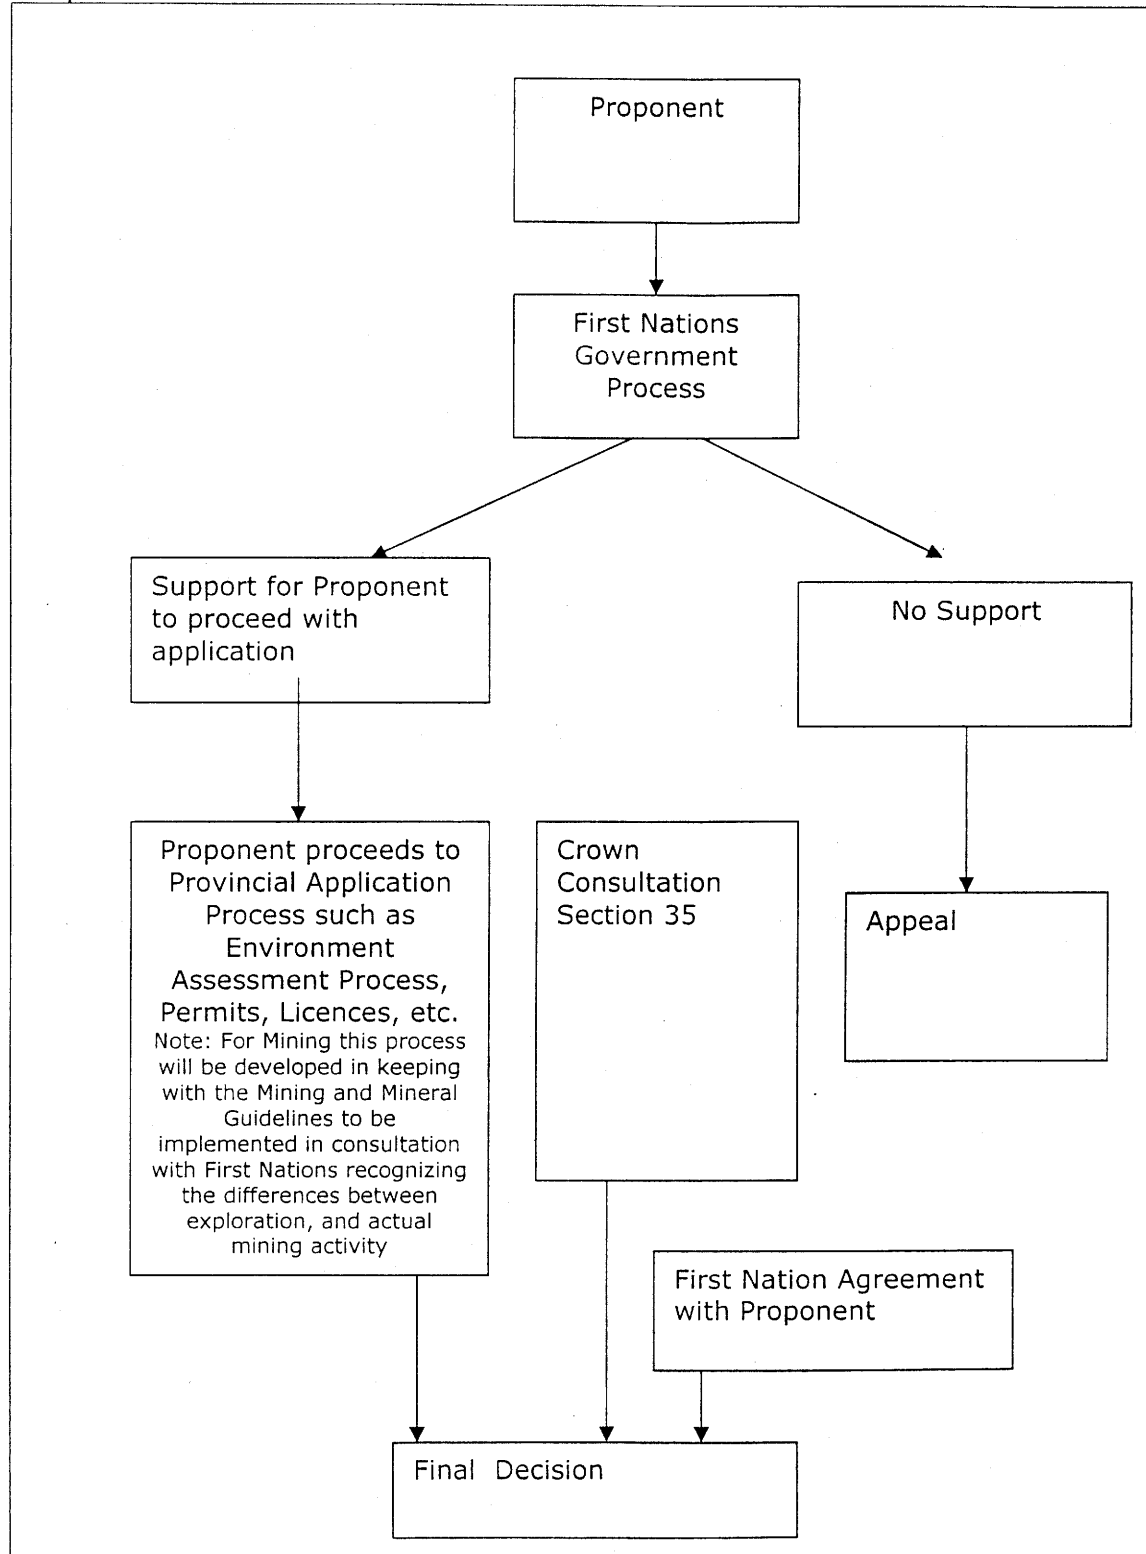 Proponent
First Nations
Government
Process
Support for Proponent
to proceed with
application
No Support
Proponent proceeds to
Provincial Application
Process such as
Environment
Assessment Process,
Permits, Licences, etc.
Note: For Mining this process
will be developed in keeping
with the Mining and Mineral
Guidelines to be
implemented in consultation
with First Nations recognizing
the differences between
exploration, and actual
mining activity
Crown
Consultation
Section 35
Appeal
First Nation Agreement
with Proponent
Final Decision